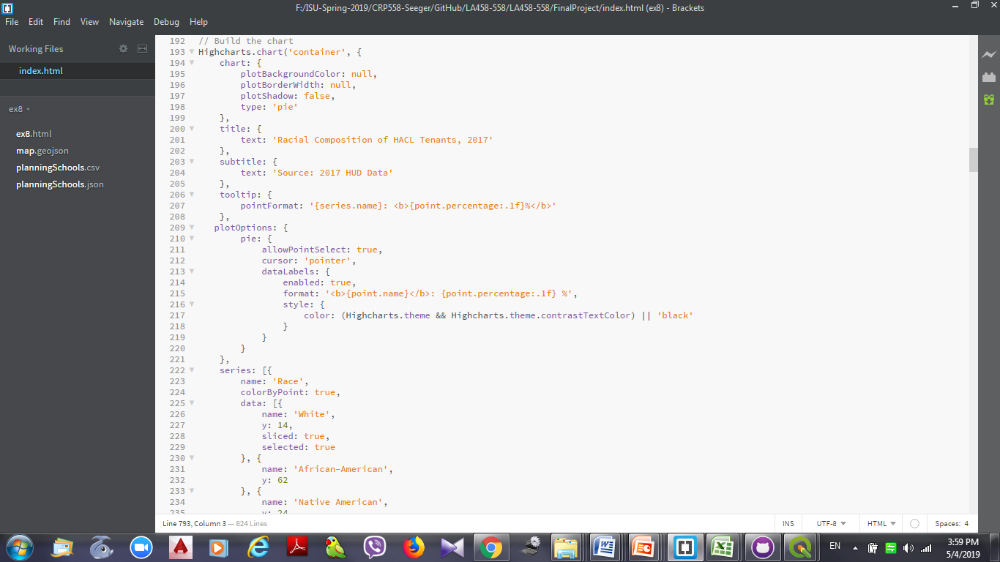 F:/ISU-Spring-2019/CRP558-Seeger/GitHub/LA458-558/LA458-558/FinalProject/index.html (ex8) - Brackets
File Edit Find View Navigate Debug Help
Working Files
index.html
ex8
ex8.html
map.geojson
planningSchools.csv
planningSchools.json
192 // Build the chart
193 Highcharts.chart('container', {
194 chart: {
195 plotBackgroundColor: null,
196 plotBorderWidth: null,
197 plotShadow: false,
198 type: 'pie'
199 },
200 title: {
201 text: 'Racial Composition of HACL Tenants, 2017'
202 },
203 subtitle: {
204 text: 'Source: 2017 HUD Data'
205 },
206 tooltip: {
207 pointFormat: '{series.name}: <b>{point.percentage:.1f}%</b>'
208 },
209 plotOptions: {
210 pie: {
211 allowPointSelect: true,
212 cursor: 'pointer',
213 dataLabels: {
214 enabled: true,
215 format: '<b>{point.name}</b>: {point.percentage:.1f} %',
216 style: {
217 color: (Highcharts.theme && Highcharts.theme.contrastTextColor) || 'black'
218 }
219 }
220 }
221 },
222 series: [{
223 name: 'Race',
224 colorByPoint: true,
225 data: [{
226 name: 'White',
227 y: 14,
228 sliced: true,
229 selected: true
230 }, {
231 name: 'African-American',
232 y: 62
233 }, {
234 name: 'Native American',
235 y: 24
Line 793, Column 3 — 824 Lines
INS UTF-8 HTML Spaces: 4
EN
3:59 PM
5/4/2019